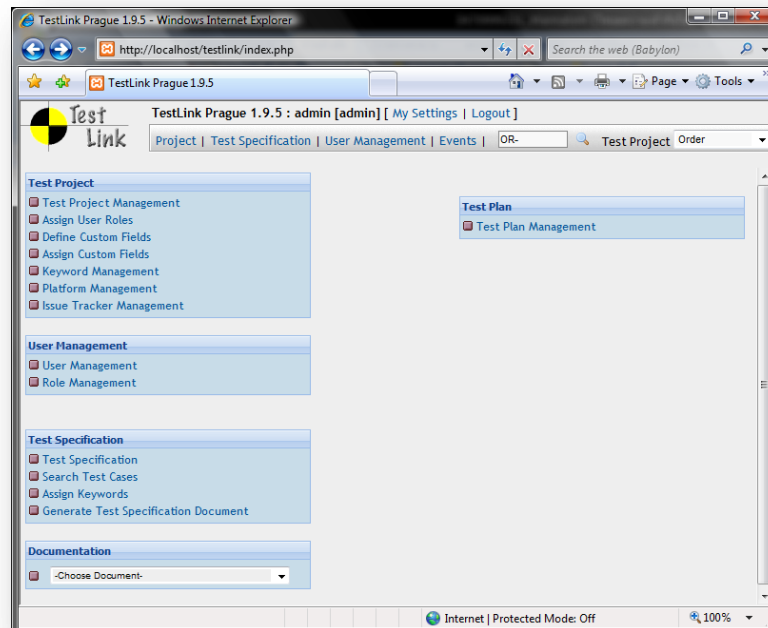 TestLink Prague 1.9.5 - Windows Internet Explorer
http://localhost/testlink/index.php
Search the web (Babylon)
TestLink Prague 1.9.5
Page
Tools
Test Link
TestLink Prague 1.9.5 : admin [admin] [ My Settings | Logout ]
Project | Test Specification | User Management | Events | OR- Test Project Order
Test Project
Test Project Management
Assign User Roles
Define Custom Fields
Assign Custom Fields
Keyword Management
Platform Management
Issue Tracker Management
Test Plan
Test Plan Management
User Management
User Management
Role Management
Test Specification
Test Specification
Search Test Cases
Assign Keywords
Generate Test Specification Document
Documentation
-Choose Document-
Internet | Protected Mode: Off
100%